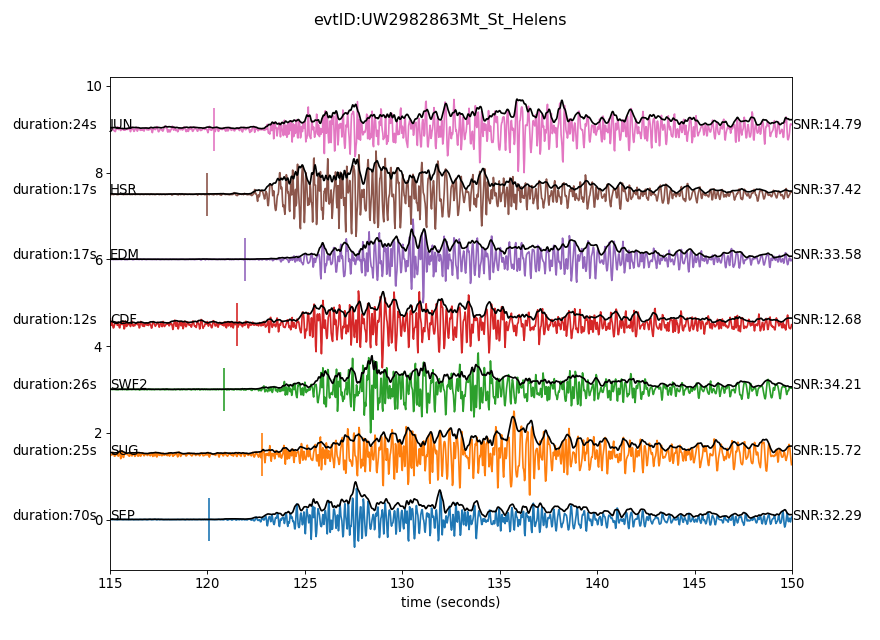 evtID:UW2982863Mt_St_Helens
10
duration:24s JUN SNR:14.79
8
duration:17s HSR SNR:37.42
duration:17s EDM SNR:33.58
6
duration:12s CDF SNR:12.68
4
duration:26s SWF2 SNR:34.21
2
duration:25s SUG SNR:15.72
duration:70s SEP SNR:32.29
0
115 120 125 130 135 140 145 150
time (seconds)